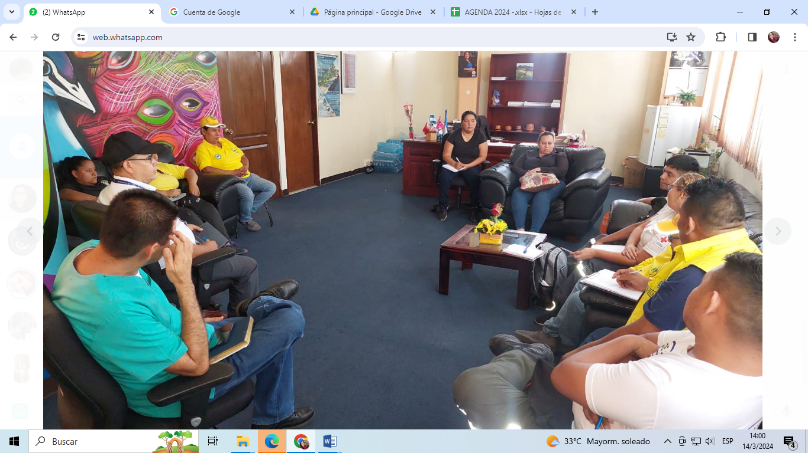 (2) WhatsApp
Cuenta de Google
Página principal - Google Drive
AGENDA 2024 -.xlsx - Hojas de
web.whatsapp.com
Buscar
33°C Mayorm. soleado
ESP
14:00
14/3/2024
4